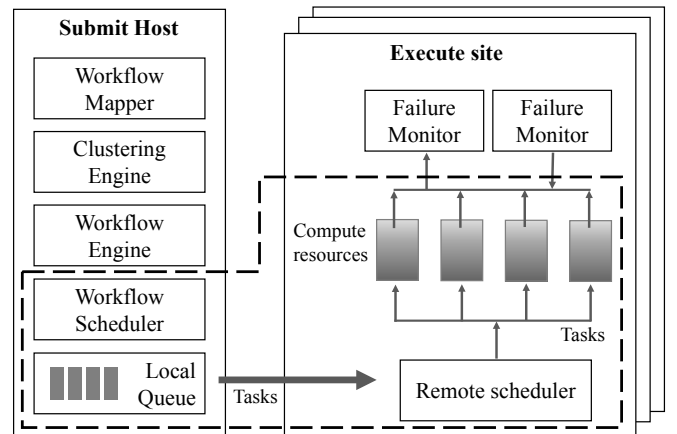 Submit Host
Workflow
Mapper
Clustering
Engine
Workflow
Engine
Workflow
Scheduler
Local
Queue
Tasks
Execute site
Failure
Monitor
Failure
Monitor
Compute
resources
Tasks
Remote scheduler